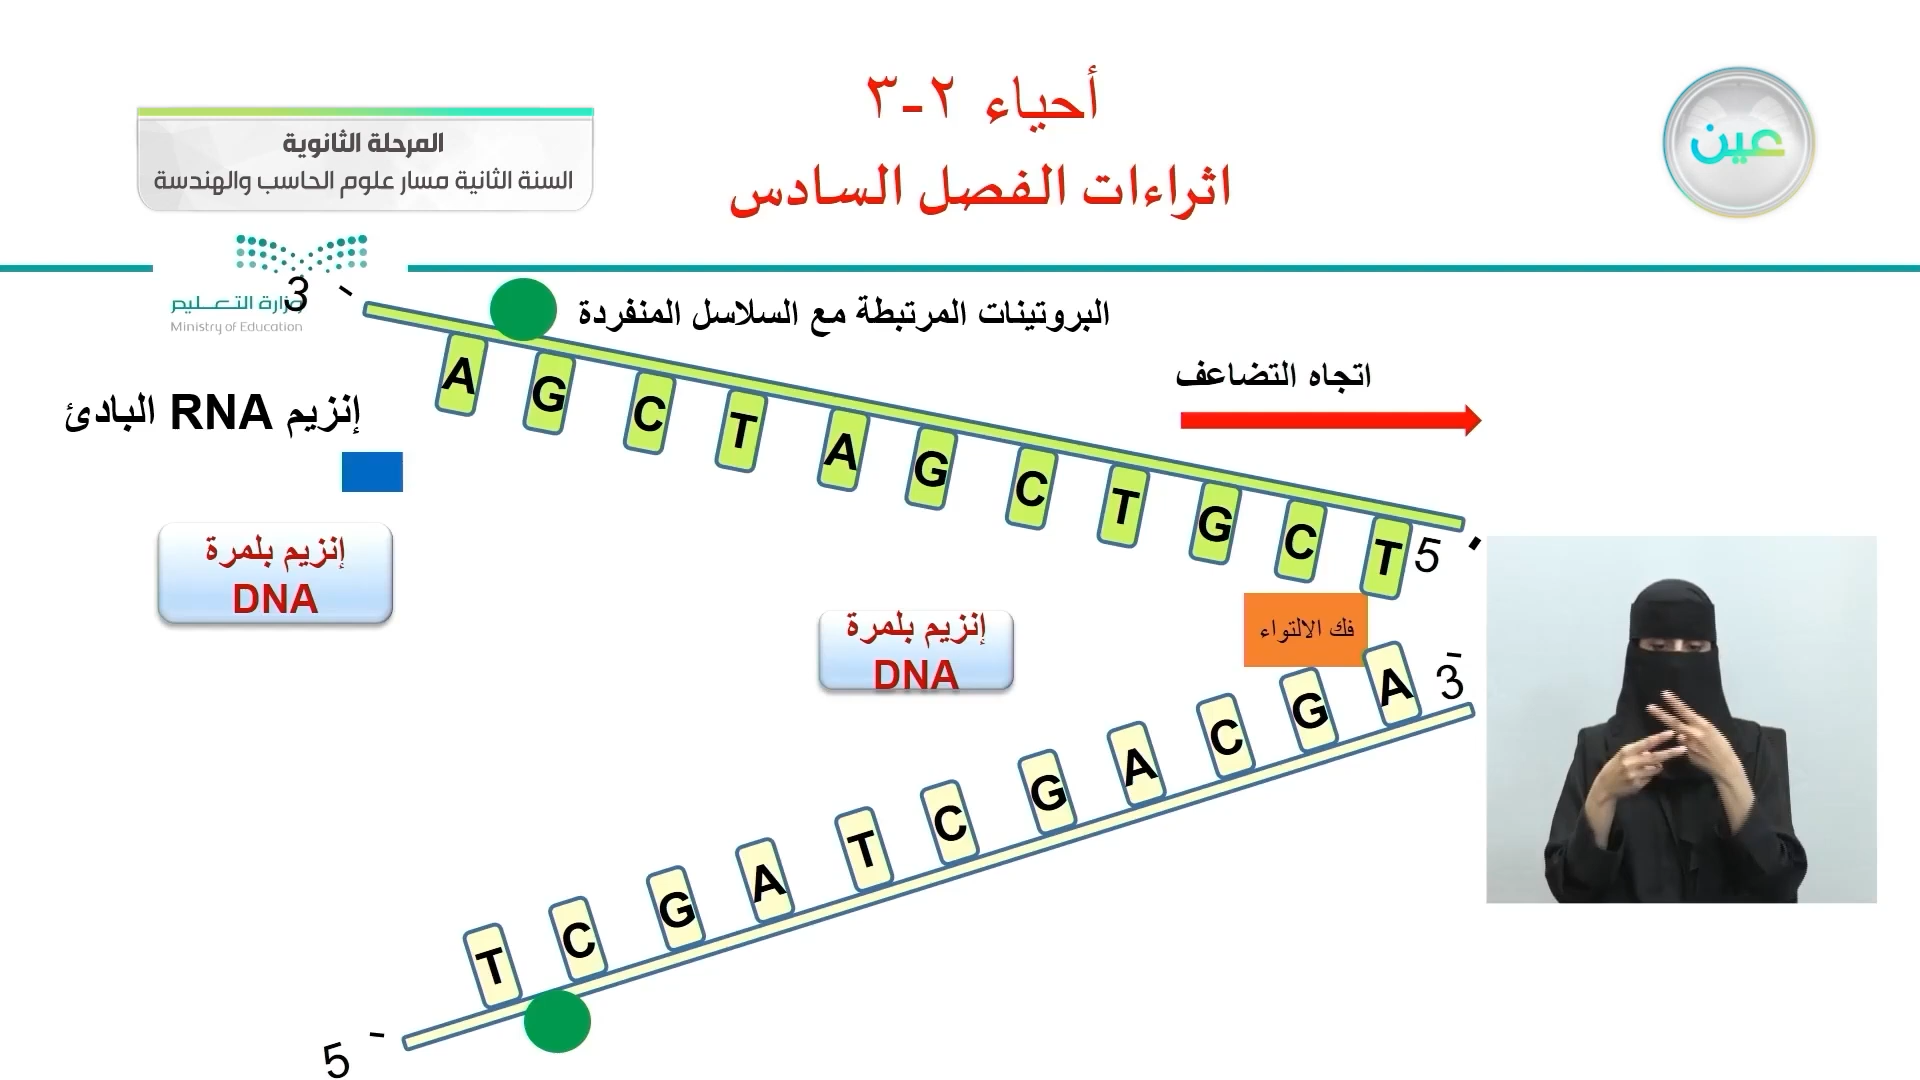 أحياء ٢-٣
اثراءات الفصل السادس
المرحلة الثانوية
السنة الثانية مسار علوم الحاسب والهندسة
عين
وزارة التعليم
Ministry of Education
3 -
البروتينات المرتبطة مع السلاسل المنفردة
اتجاه التضاعف
إنزيم RNA البادئ
A G C T A G C T G C T
5 -
إنزيم بلمرة
DNA
إنزيم بلمرة
DNA
فك الالتواء
3 -
T C G A T C G A C G A
5 -